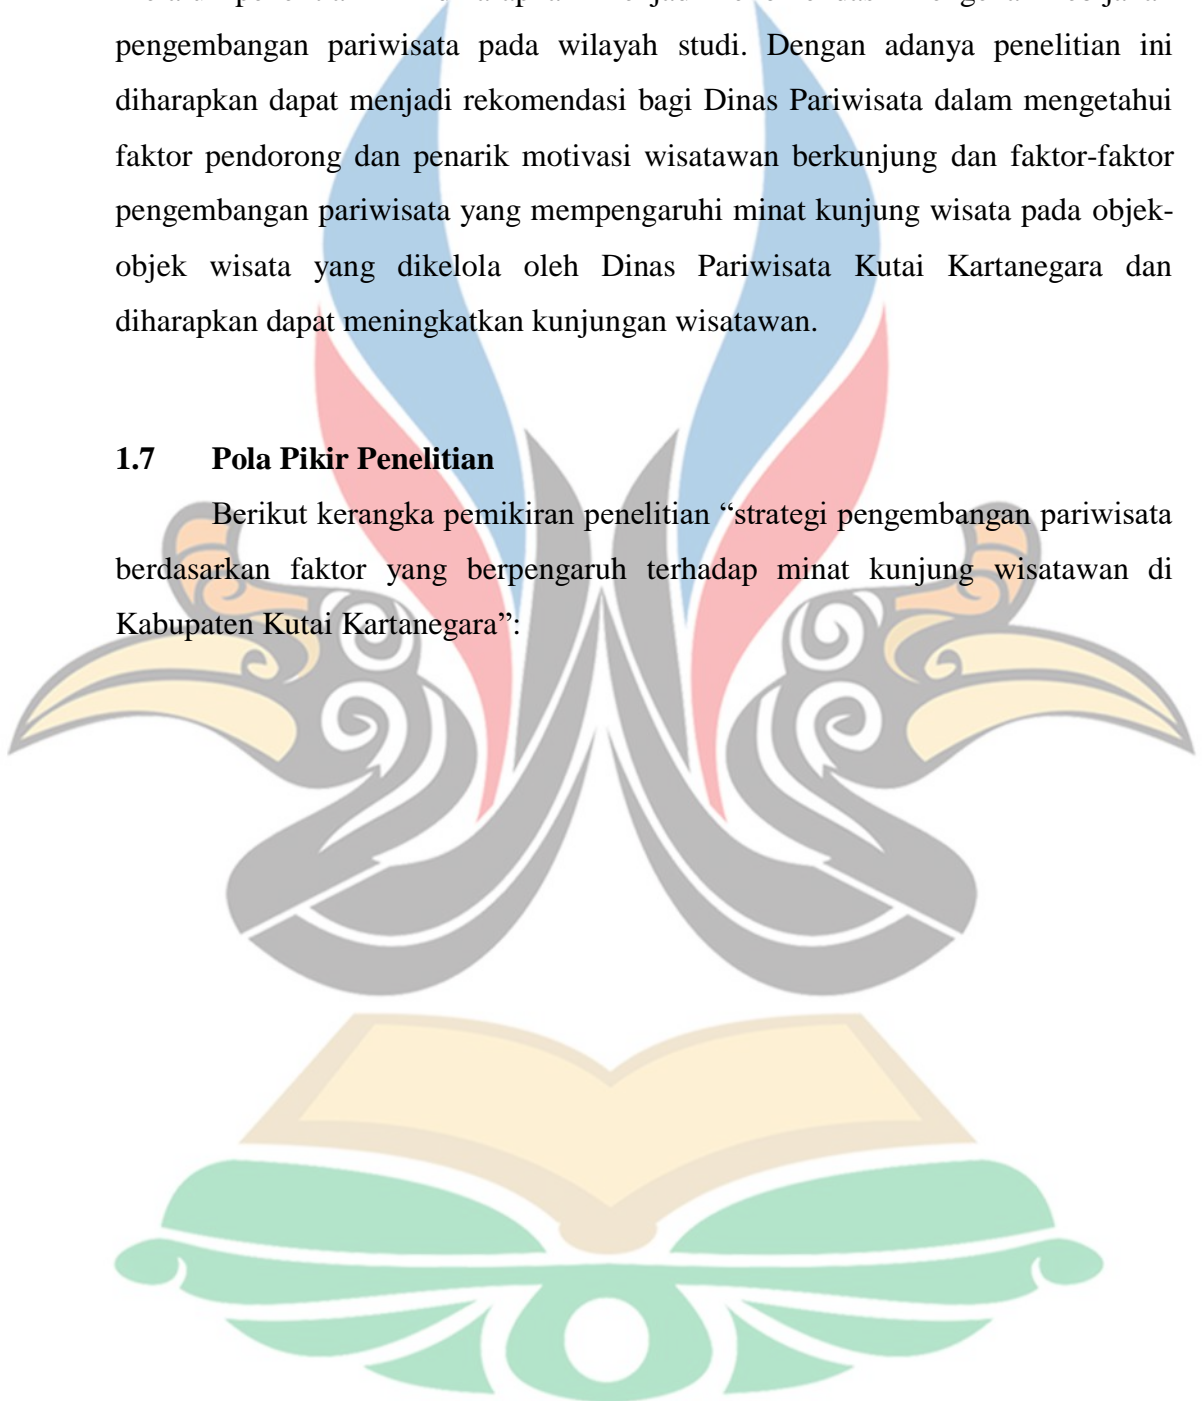 pengembangan pariwisata pada wilayah studi. Dengan adanya penelitian ini
diharapkan dapat menjadi rekomendasi bagi Dinas Pariwisata dalam mengetahui
faktor pendorong dan penarik motivasi wisatawan berkunjung dan faktor-faktor
pengembangan pariwisata yang mempengaruhi minat kunjung wisata pada objek-
objek wisata yang dikelola oleh Dinas Pariwisata Kutai Kartanegara dan
diharapkan dapat meningkatkan kunjungan wisatawan.
1.7 Pola Pikir Penelitian
Berikut kerangka pemikiran penelitian “strategi pengembangan pariwisata
berdasarkan faktor yang berpengaruh terhadap minat kunjung wisatawan di
Kabupaten Kutai Kartanegara”: